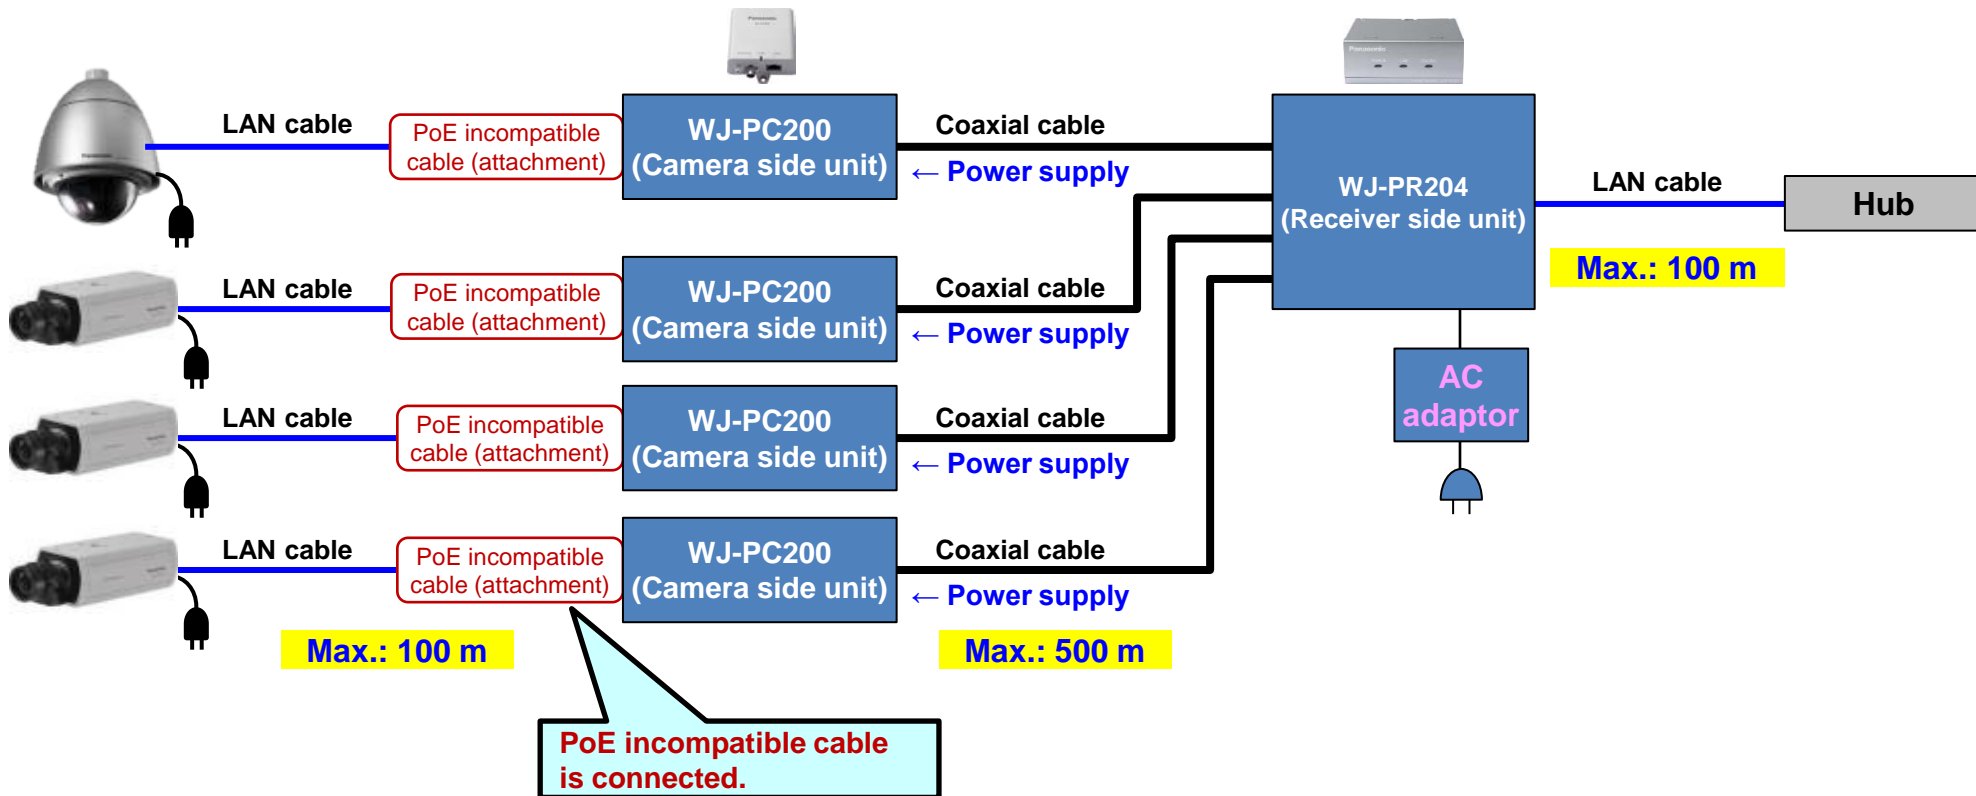 Panasonic
Panasonic
LAN cable
PoE incompatible
cable (attachment)
WJ-PC200
(Camera side unit)
Coaxial cable
← Power supply
LAN cable
PoE incompatible
cable (attachment)
WJ-PC200
(Camera side unit)
Coaxial cable
← Power supply
LAN cable
PoE incompatible
cable (attachment)
WJ-PC200
(Camera side unit)
Coaxial cable
← Power supply
LAN cable
PoE incompatible
cable (attachment)
WJ-PC200
(Camera side unit)
Coaxial cable
← Power supply
WJ-PR204
(Receiver side unit)
LAN cable
Hub
Max.: 100 m
AC
adaptor
Max.: 100 m
Max.: 500 m
PoE incompatible cable
is connected.